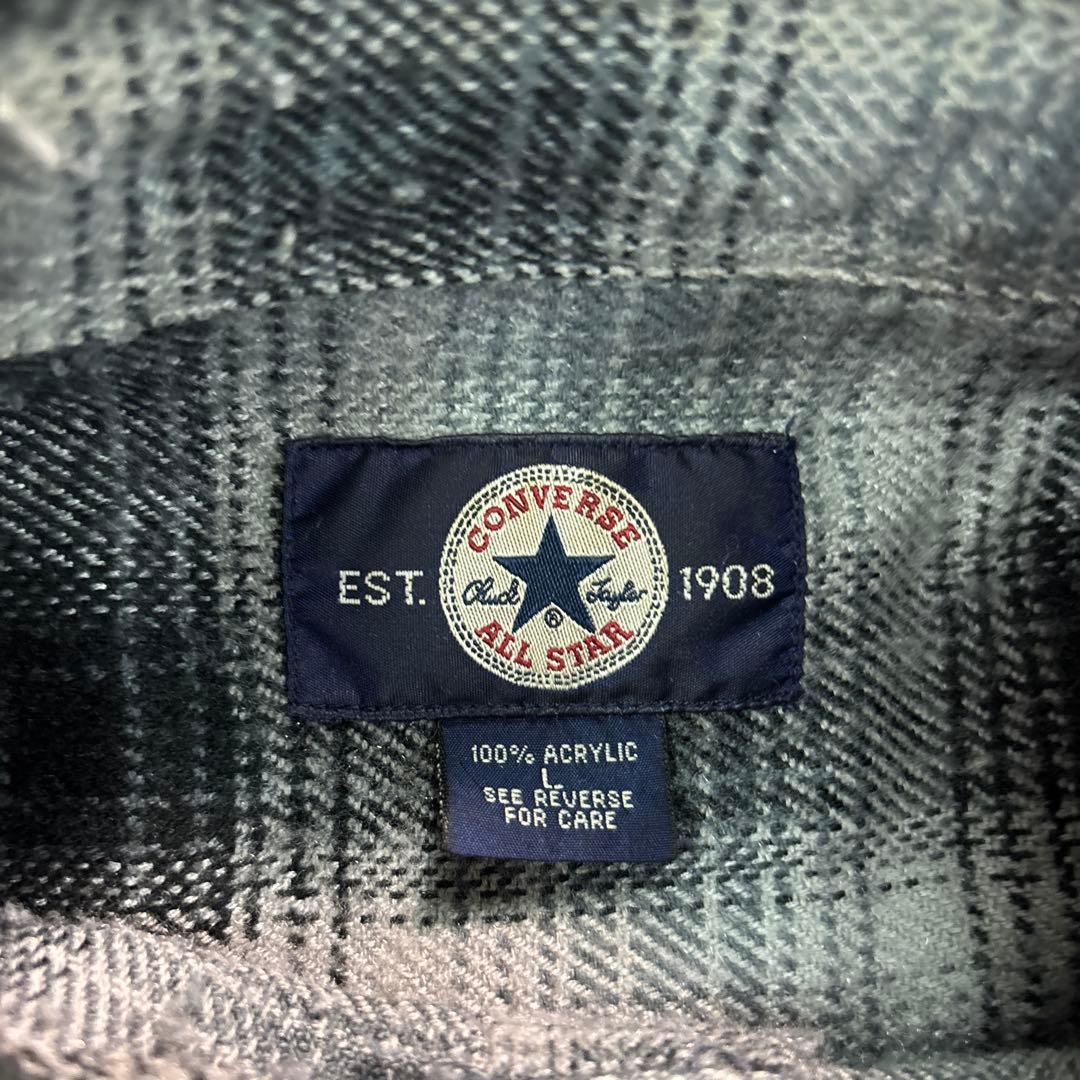 CONVERSE
EST. Chuck Taylor 1908
®
ALL STAR
100% ACRYLIC
L.
SEE REVERSE
FOR CARE